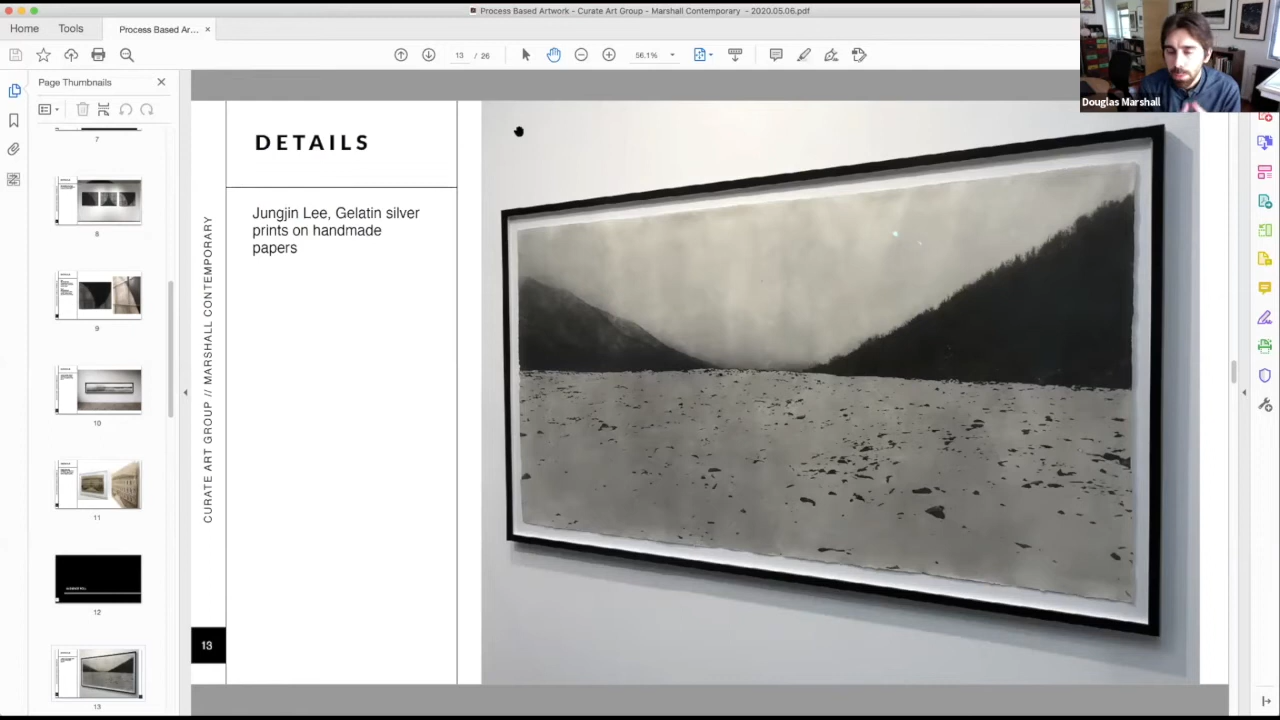 Process Based Artwork - Curate Art Group - Marshall Contemporary - 2020.05.06.pdf
Home
Tools
Process Based Ar...
13 / 26
56.1%
Douglas Marshall
Page Thumbnails
7
8
9
10
11
12
13
DETAILS
Jungjin Lee, Gelatin silver
prints on handmade
papers
CURATE ART GROUP // MARSHALL CONTEMPORARY
13